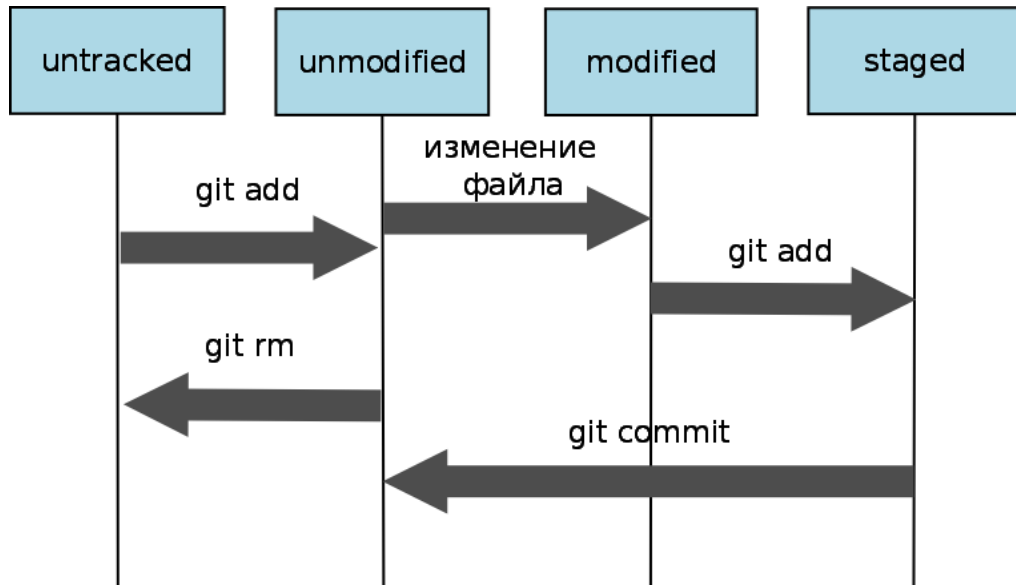 untracked
unmodified
modified
staged
изменение
файла
git add
git add
git rm
git commit